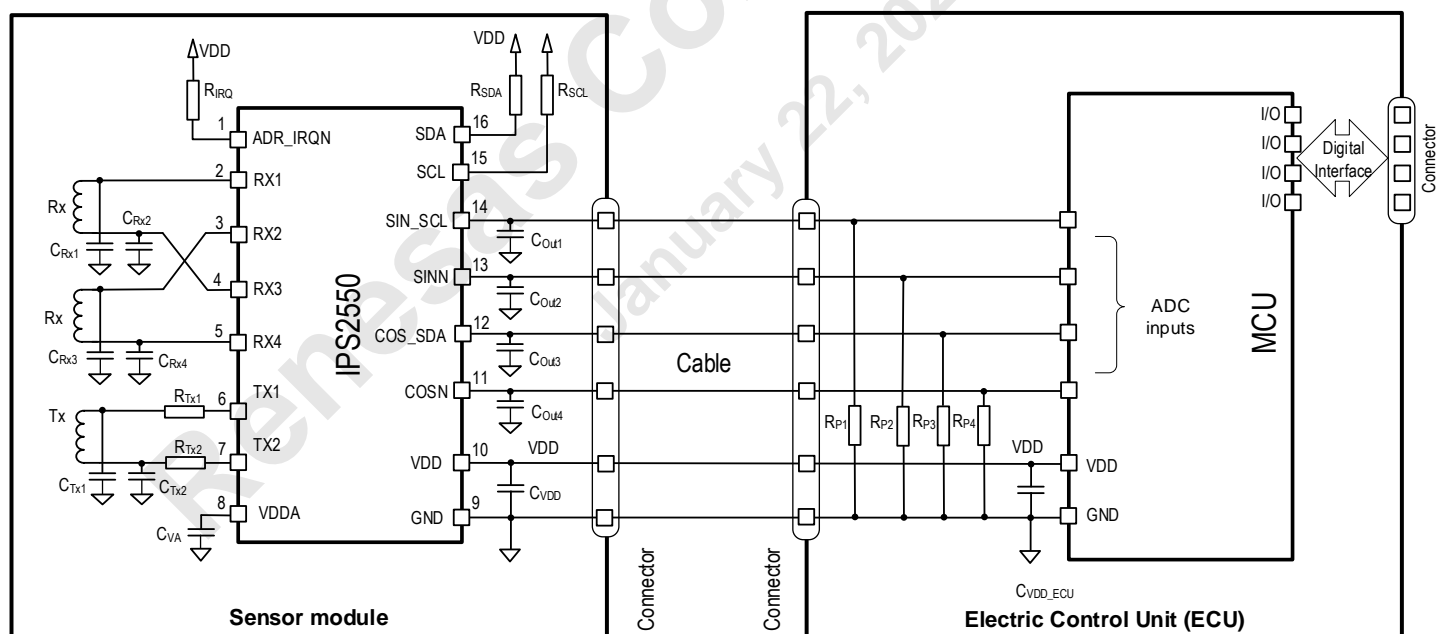 VDD
RIRQ
1
ADR_IRQN
2
RX1
Rx
CRx2
CRx1
3
RX2
4
RX3
Rx
5
RX4
CRx3
CRx4
TX1
RTx1
6
Tx
TX2
RTx2
7
CTx1
CTx2
8
VDDA
CVA
IPS2550
VDD
RSDA
RSCL
16
SDA
15
SCL
14
SIN_SCL
COut1
13
SINN
COut2
12
COS_SDA
COut3
11
COSN
COut4
10
VDD
VDD
CVDD
9
GND
Sensor module
Connector
Cable
Connector
RP1
RP2
RP3
RP4
VDD
CVDD_ECU
ADC
inputs
VDD
GND
MCU
I/O
I/O
I/O
I/O
Digital
Interface
Connector
Electric Control Unit (ECU)
Renesas
January 22,